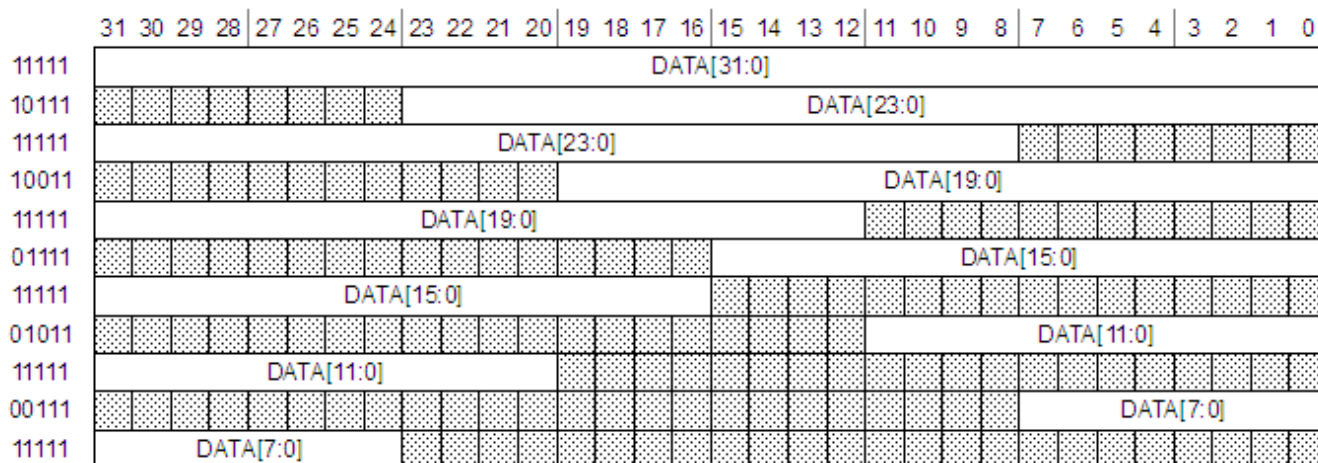 31 30 29 28 27 26 25 24 23 22 21 20 19 18 17 16 15 14 13 12 11 10 9 8 7 6 5 4 3 2 1 0
11111 DATA[31:0]
10111 DATA[23:0]
11111 DATA[23:0]
10011 DATA[19:0]
11111 DATA[19:0]
01111 DATA[15:0]
11111 DATA[15:0]
01011 DATA[11:0]
11111 DATA[11:0]
00111 DATA[7:0]
11111 DATA[7:0]